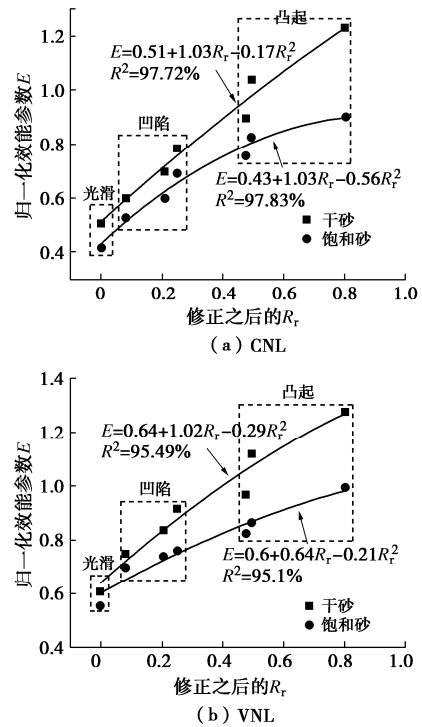 1.2
1.0
0.8
0.6
0.4
归一化效能参数E
凸起
E=0.51+1.03Rr−0.17Rr²
R²=97.72%
凹陷
光滑
E=0.43+1.03Rr−0.56Rr²
R²=97.83%
干砂
饱和砂
0 0.2 0.4 0.6 0.8 1.0
修正之后的Rr
(a) CNL
1.4
1.2
1.0
0.8
0.6
0.4
归一化效能参数E
凸起
E=0.64+1.02Rr−0.29Rr²
R²=95.49%
凹陷
光滑
E=0.6+0.64Rr−0.21Rr²
R²=95.1%
干砂
饱和砂
0 0.2 0.4 0.6 0.8 1.0
修正之后的Rr
(b) VNL